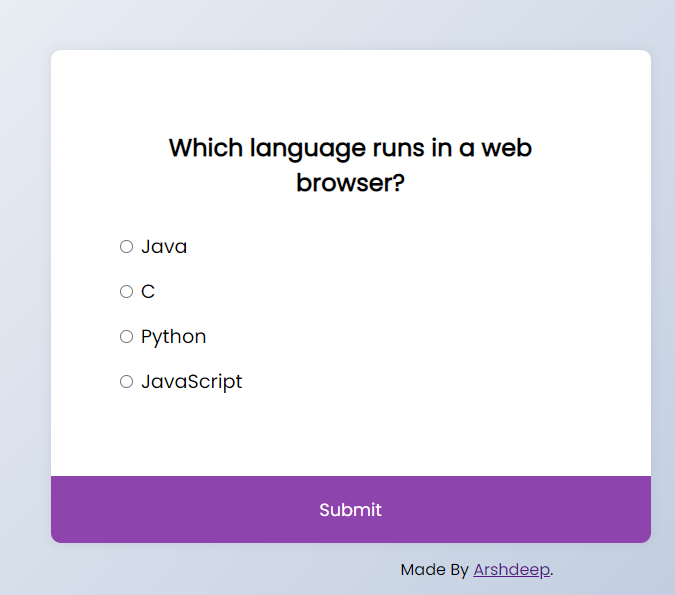 Which language runs in a web
browser?
Java
C
Python
JavaScript
Submit
Made By Arshdeep.